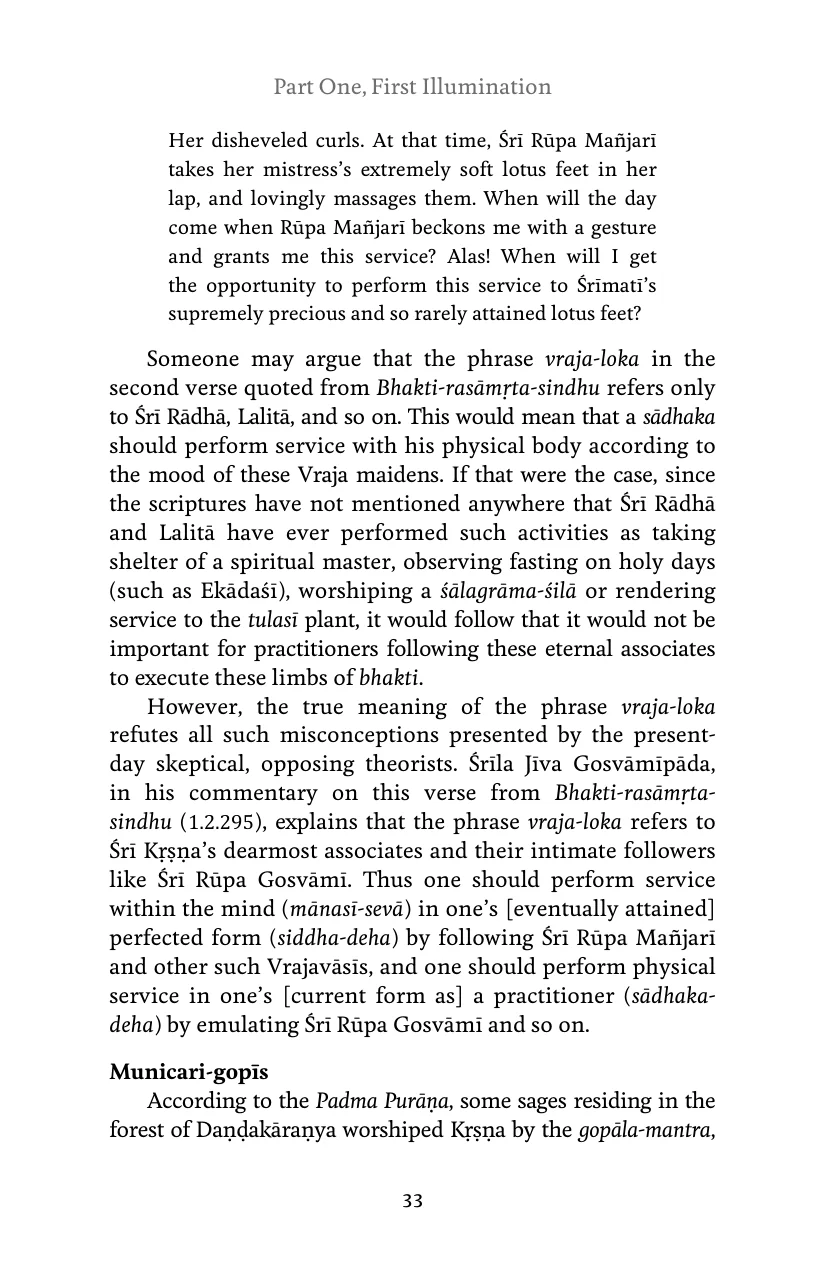 Part One, First Illumination
Her disheveled curls. At that time, Śrī Rūpa Mañjarī
takes her mistress’s extremely soft lotus feet in her
lap, and lovingly massages them. When will the day
come when Rūpa Mañjarī beckons me with a gesture
and grants me this service? Alas! When will I get
the opportunity to perform this service to Śrīmatī’s
supremely precious and so rarely attained lotus feet?
Someone may argue that the phrase vraja-loka in the
second verse quoted from Bhakti-rasāmṛta-sindhu refers only
to Śrī Rādhā, Lalitā, and so on. This would mean that a sādhaka
should perform service with his physical body according to
the mood of these Vraja maidens. If that were the case, since
the scriptures have not mentioned anywhere that Śrī Rādhā
and Lalitā have ever performed such activities as taking
shelter of a spiritual master, observing fasting on holy days
(such as Ekādaśī), worshiping a śālagrāma-śilā or rendering
service to the tulasī plant, it would follow that it would not be
important for practitioners following these eternal associates
to execute these limbs of bhakti.
However, the true meaning of the phrase vraja-loka
refutes all such misconceptions presented by the present-
day skeptical, opposing theorists. Śrīla Jīva Gosvāmīpāda,
in his commentary on this verse from Bhakti-rasāmṛta-
sindhu (1.2.295), explains that the phrase vraja-loka refers to
Śrī Kṛṣṇa’s dearmost associates and their intimate followers
like Śrī Rūpa Gosvāmī. Thus one should perform service
within the mind (mānasī-sevā) in one’s [eventually attained]
perfected form (siddha-deha) by following Śrī Rūpa Mañjarī
and other such Vrajavāsīs, and one should perform physical
service in one’s [current form as] a practitioner (sādhaka-
deha) by emulating Śrī Rūpa Gosvāmī and so on.
Municari-gopīs
According to the Padma Purāṇa, some sages residing in the
forest of Daṇḍakāraṇya worshiped Kṛṣṇa by the gopāla-mantra,
33